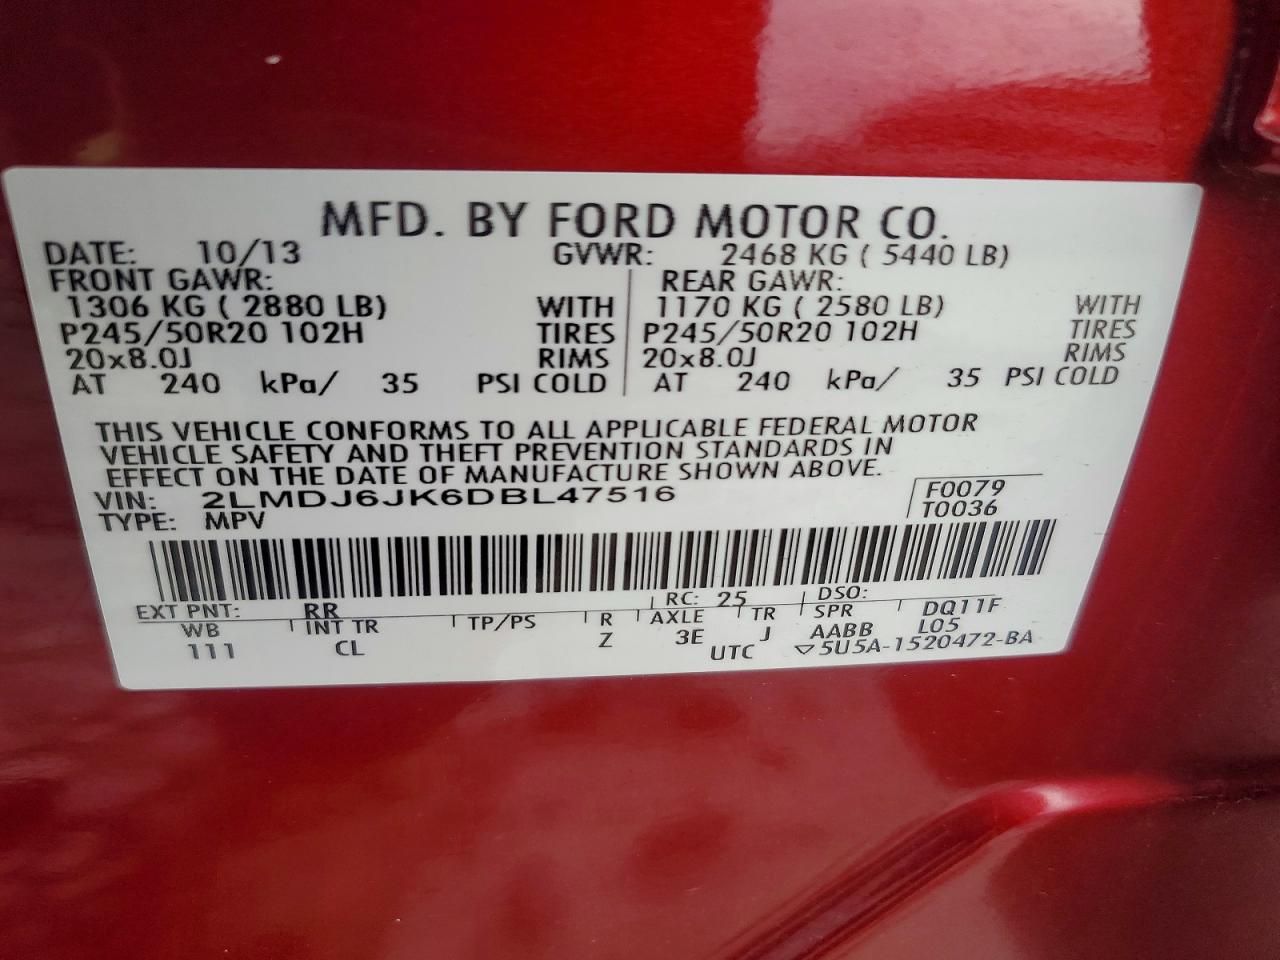 MFD. BY FORD MOTOR CO.
DATE: 10/13 GVWR: 2468 KG ( 5440 LB)
FRONT GAWR: REAR GAWR:
1306 KG ( 2880 LB) WITH 1170 KG ( 2580 LB) WITH
P245/50R20 102H TIRES P245/50R20 102H TIRES
20x8.0J RIMS 20x8.0J RIMS
AT 240 kPa/ 35 PSI COLD AT 240 kPa/ 35 PSI COLD
THIS VEHICLE CONFORMS TO ALL APPLICABLE FEDERAL MOTOR
VEHICLE SAFETY AND THEFT PREVENTION STANDARDS IN
EFFECT ON THE DATE OF MANUFACTURE SHOWN ABOVE.
VIN: 2LMDJ6JK6DBL47516 F0079
TYPE: MPV T0036
EXT PNT: RR RC: 25 DSO:
WB INT TR TP/PS R AXLE TR SPR DQ11F
111 CL Z 3E J AABB L05
UTC ▽5U5A-1520472-BA